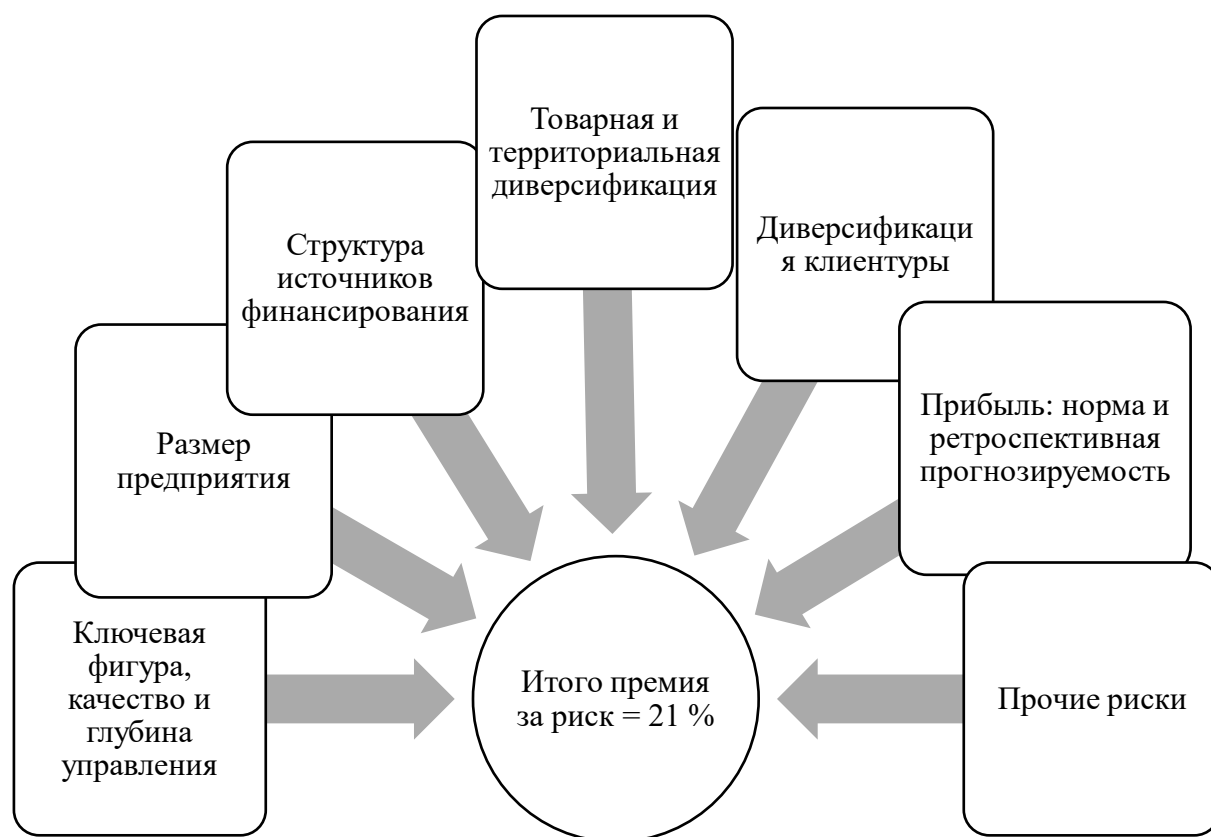 Товарная и
территориальная
диверсификация
Диверсификаци
я клиентуры
Структура
источников
финансирования
Прибыль: норма и
ретроспективная
прогнозируемость
Размер
предприятия
Ключевая
фигура,
качество и
глубина
управления
Итого премия
за риск = 21 %
Прочие риски